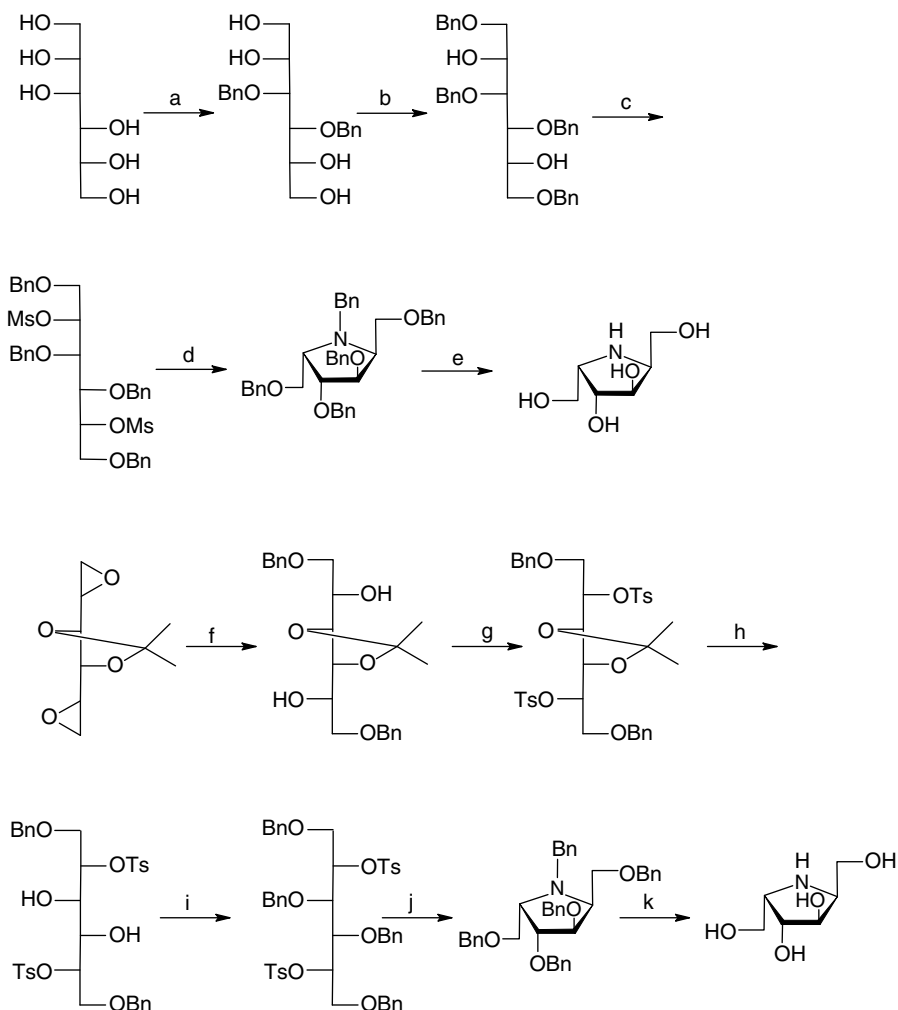 HO HO BnO
HO HO HO
HO a BnO b BnO c
OH OBn OBn
OH OH OH
OH OH OBn
BnO Bn
MsO N OBn H OH
BnO d BnO e N HO
OBn BnO HO
OMs OBn OH
OBn
O BnO BnO
OH OTs
O f O g O h
O O O
O HO TsO
OBn OBn
BnO BnO Bn
OTs OTs N OBn H OH
HO i BnO j BnO k N HO
OH OBn BnO HO
TsO TsO OBn OH
OBn OBn